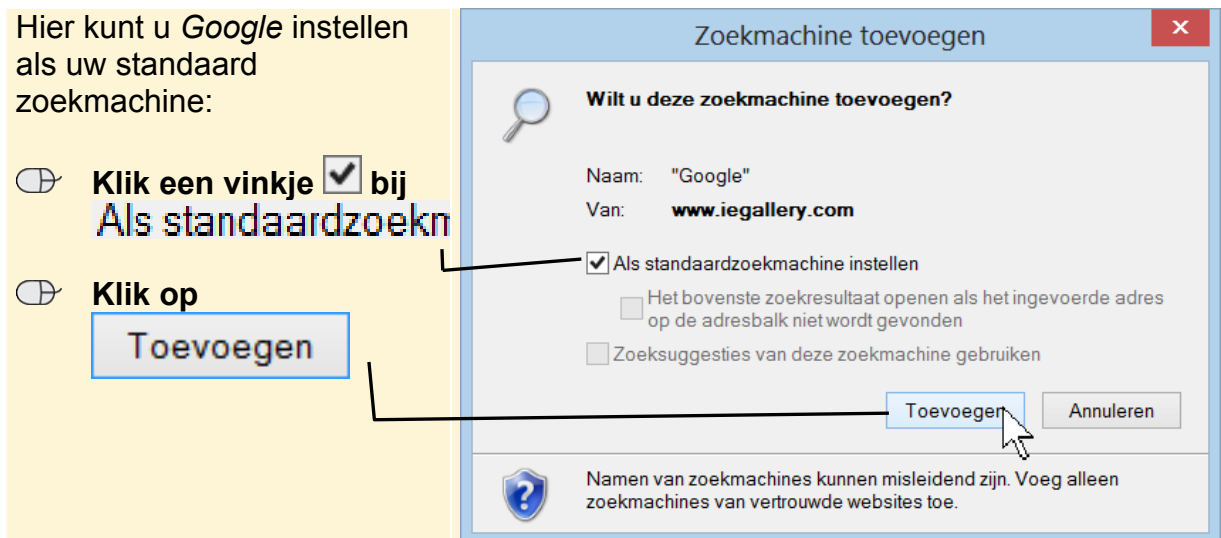 Hier kunt u Google instellen
als uw standaard
zoekmachine:
Klik een vinkje bij
Als standaardzoekm
Klik op
Toevoegen
Zoekmachine toevoegen
Wilt u deze zoekmachine toevoegen?
Naam: "Google"
Van: www.iegallery.com
Als standaardzoekmachine instellen
Het bovenste zoekresultaat openen als het ingevoerde adres
op de adresbalk niet wordt gevonden
Zoeksuggesties van deze zoekmachine gebruiken
Toevoegen Annuleren
Namen van zoekmachines kunnen misleidend zijn. Voeg alleen
zoekmachines van vertrouwde websites toe.